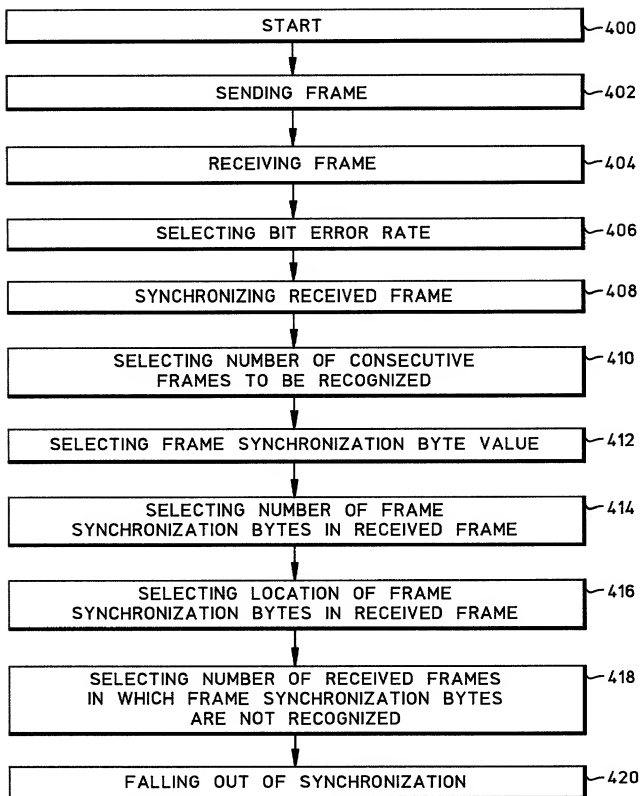 START
400
SENDING FRAME
402
RECEIVING FRAME
404
SELECTING BIT ERROR RATE
406
SYNCHRONIZING RECEIVED FRAME
408
SELECTING NUMBER OF CONSECUTIVE
FRAMES TO BE RECOGNIZED
410
SELECTING FRAME SYNCHRONIZATION BYTE VALUE
412
SELECTING NUMBER OF FRAME
SYNCHRONIZATION BYTES IN RECEIVED FRAME
414
SELECTING LOCATION OF FRAME
SYNCHRONIZATION BYTES IN RECEIVED FRAME
416
SELECTING NUMBER OF RECEIVED FRAMES
IN WHICH FRAME SYNCHRONIZATION BYTES
ARE NOT RECOGNIZED
418
FALLING OUT OF SYNCHRONIZATION
420